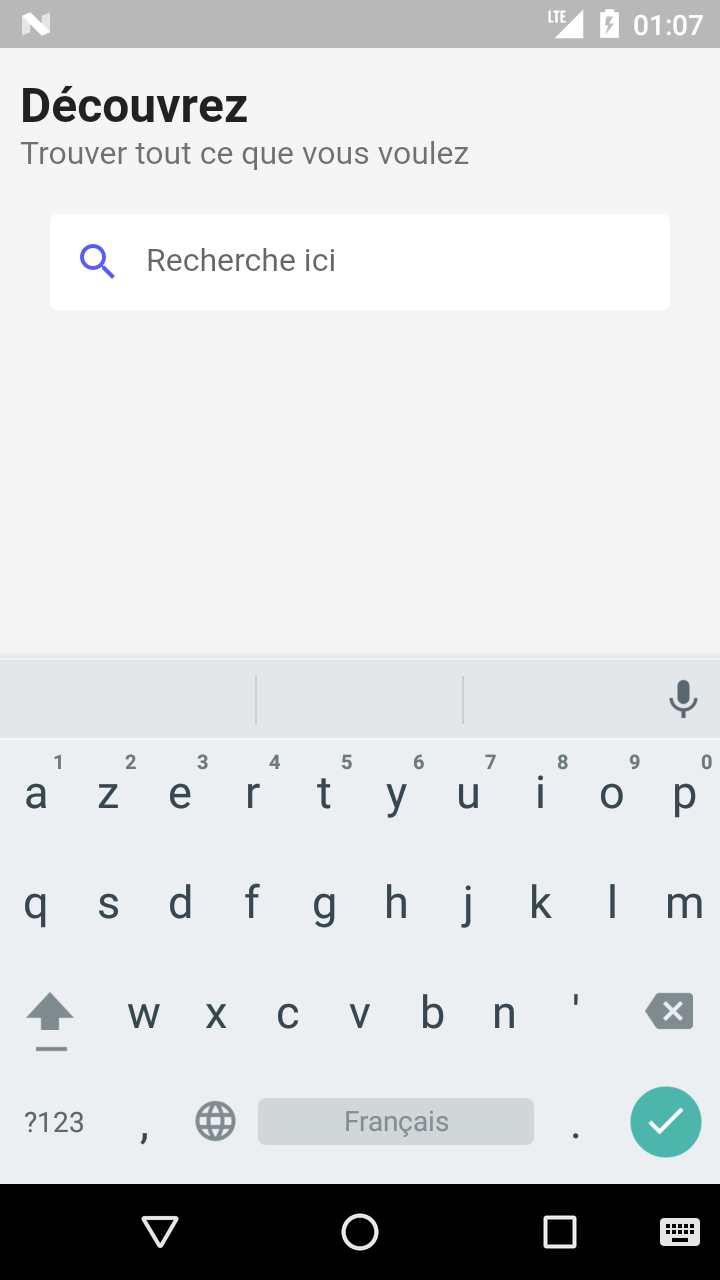 LTE 01:07
Découvrez
Trouver tout ce que vous voulez
Recherche ici
1 2 3 4 5 6 7 8 9 0
a z e r t y u i o p
q s d f g h j k l m
w x c v b n '
?123 , Français .